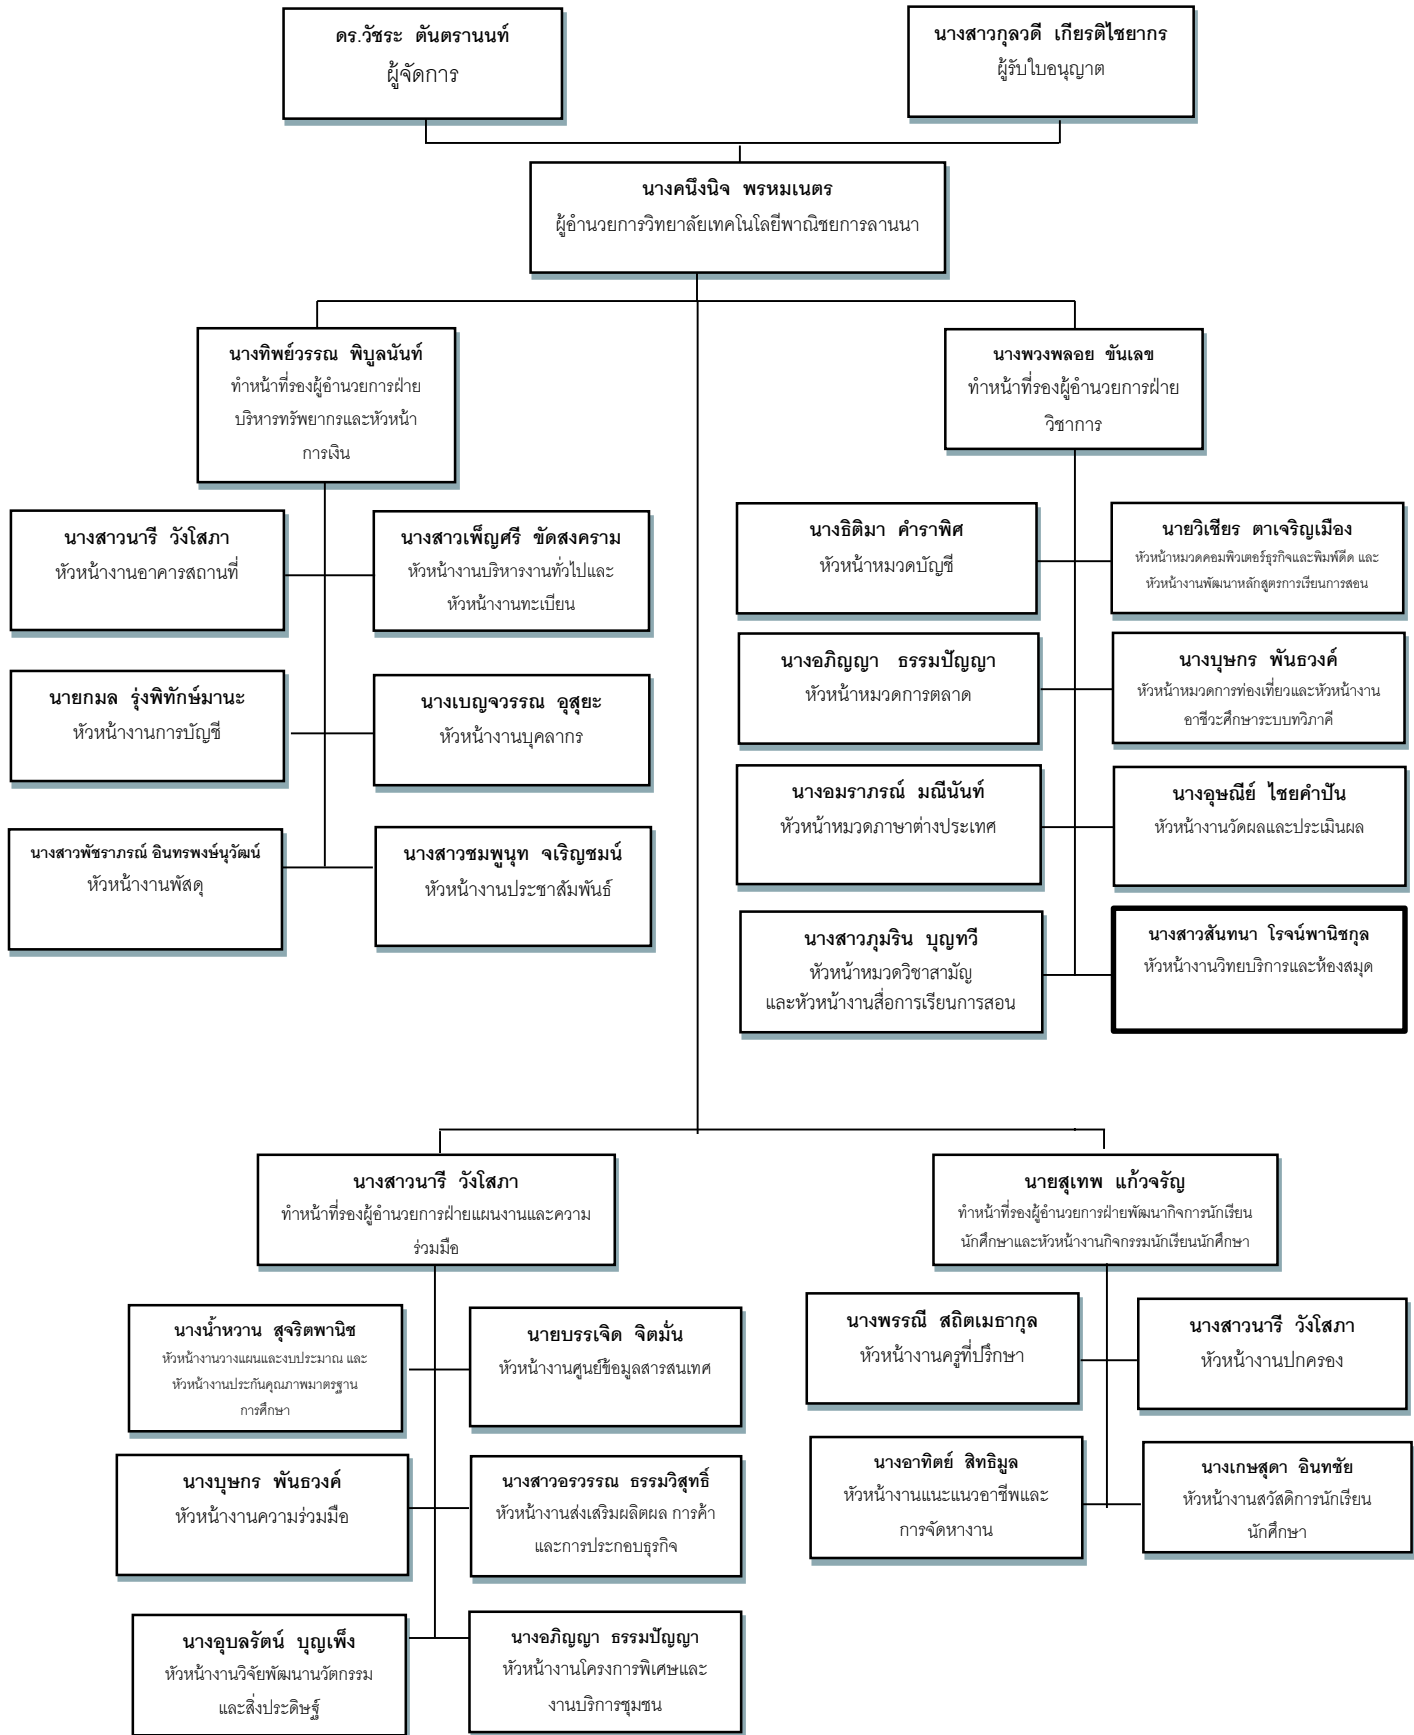 ดร.วัชระ ตันตรานนท์
ผู้จัดการ
นางสาวกุลวดี เกียรติไชยากร
ผู้รับใบอนุญาต
นางคนึงนิจ พรหมเนตร
ผู้อำนวยการวิทยาลัยเทคโนโลยีพาณิชยการลานนา
นางทิพย์วรรณ พิบูลนันท์
ทำหน้าที่รองผู้อำนวยการฝ่าย
บริหารทรัพยากรและหัวหน้า
การเงิน
นางพวงพลอย ขันเลข
ทำหน้าที่รองผู้อำนวยการฝ่าย
วิชาการ
นางสาวนารี วังโสภา
หัวหน้างานอาคารสถานที่
นางสาวเพ็ญศรี ขัดสงคราม
หัวหน้างานบริหารงานทั่วไปและ
หัวหน้างานทะเบียน
นายกมล รุ่งพิทักษ์มานะ
หัวหน้างานการบัญชี
นางเบญจวรรณ อุสุยะ
หัวหน้างานบุคลากร
นางสาวพัชราภรณ์ อินทรพงษ์นุวัฒน์
หัวหน้างานพัสดุ
นางสาวชมพูนุท จเริญชมน์
หัวหน้างานประชาสัมพันธ์
นางธิติมา คำราพิศ
หัวหน้าหมวดบัญชี
นายวิเชียร ตาเจริญเมือง
หัวหน้าหมวดคอมพิวเตอร์ธุรกิจและพิมพ์ดีด และ
หัวหน้างานพัฒนาหลักสูตรการเรียนการสอน
นางอภิญญา ธรรมปัญญา
หัวหน้าหมวดการตลาด
นางบุษกร พันธวงค์
หัวหน้าหมวดการท่องเที่ยวและหัวหน้างาน
อาชีวะศึกษาระบบทวิภาคี
นางอมราภรณ์ มณีนันท์
หัวหน้าหมวดภาษาต่างประเทศ
นางอุษณีย์ ไชยคำปัน
หัวหน้างานวัดผลและประเมินผล
นางสาวภุมริน บุญทวี
หัวหน้าหมวดวิชาสามัญ
และหัวหน้างานสื่อการเรียนการสอน
นางสาวสันทนา โรจน์พานิชกุล
หัวหน้างานวิทยบริการและห้องสมุด
นางสาวนารี วังโสภา
ทำหน้าที่รองผู้อำนวยการฝ่ายแผนงานและความ
ร่วมมือ
นายสุเทพ แก้วจรัญ
ทำหน้าที่รองผู้อำนวยการฝ่ายพัฒนากิจการนักเรียน
นักศึกษาและหัวหน้างานกิจกรรมนักเรียนนักศึกษา
นางน้ำหวาน สุจริตพานิช
หัวหน้างานวางแผนและงบประมาณ และ
หัวหน้างานประกันคุณภาพมาตรฐาน
การศึกษา
นายบรรเจิด จิตมั่น
หัวหน้างานศูนย์ข้อมูลสารสนเทศ
นางบุษกร พันธวงค์
หัวหน้างานความร่วมมือ
นางสาวอรวรรณ ธรรมวิสุทธิ์
หัวหน้างานส่งเสริมผลิตผล การค้า
และการประกอบธุรกิจ
นางอุบลรัตน์ บุญเพ็ง
หัวหน้างานวิจัยพัฒนานวัตกรรม
และสิ่งประดิษฐ์
นางอภิญญา ธรรมปัญญา
หัวหน้างานโครงการพิเศษและ
งานบริการชุมชน
นางพรรณี สถิตเมธากุล
หัวหน้างานครูที่ปรึกษา
นางสาวนารี วังโสภา
หัวหน้างานปกครอง
นางอาทิตย์ สิทธิมูล
หัวหน้างานแนะแนวอาชีพและ
การจัดหางาน
นางเกษสุดา อินทชัย
หัวหน้างานสวัสดิการนักเรียน
นักศึกษา